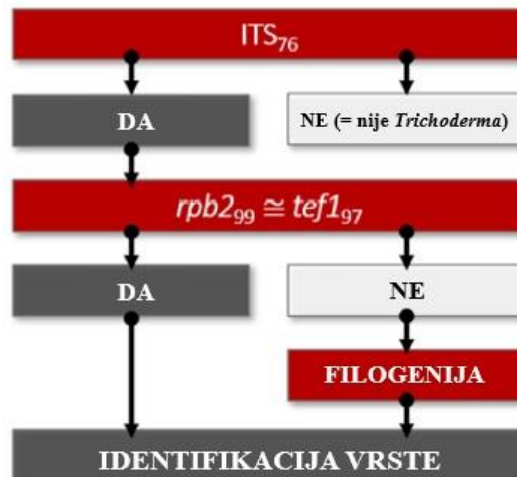 ITS76
DA
NE (= nije Trichoderma)
rpb299 ≅ tef197
DA
NE
FILOGENIJA
IDENTIFIKACIJA VRSTE